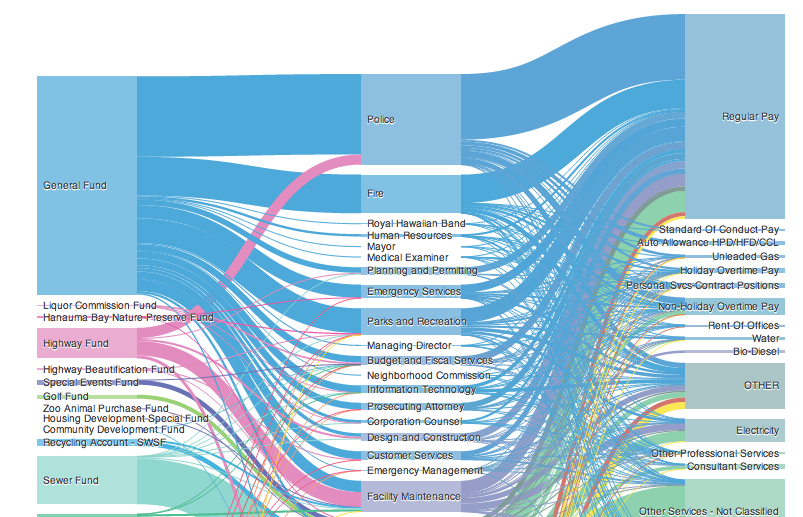 General Fund
Liquor Commission Fund
Hanauma Bay Nature Preserve Fund
Highway Fund
Highway Beautification Fund
Special Events Fund
Golf Fund
Zoo Animal Purchase Fund
Housing Development Special Fund
Community Development Fund
Recycling Account - SWSF
Sewer Fund
Police
Fire
Royal Hawaiian Band
Human Resources
Mayor
Medical Examiner
Planning and Permitting
Emergency Services
Parks and Recreation
Managing Director
Budget and Fiscal Services
Neighborhood Commission
Information Technology
Prosecuting Attorney
Corporation Counsel
Design and Construction
Customer Services
Emergency Management
Facility Maintenance
Regular Pay
Standard Of Conduct Pay
Auto Allowance HPD/HFD/CCL
Unleaded Gas
Holiday Overtime Pay
Personal Svcs-Contract Positions
Non-Holiday Overtime Pay
Rent Of Offices
Water
Bio-Diesel
OTHER
Electricity
Other Professional Services
Consultant Services
Other Services - Not Classified